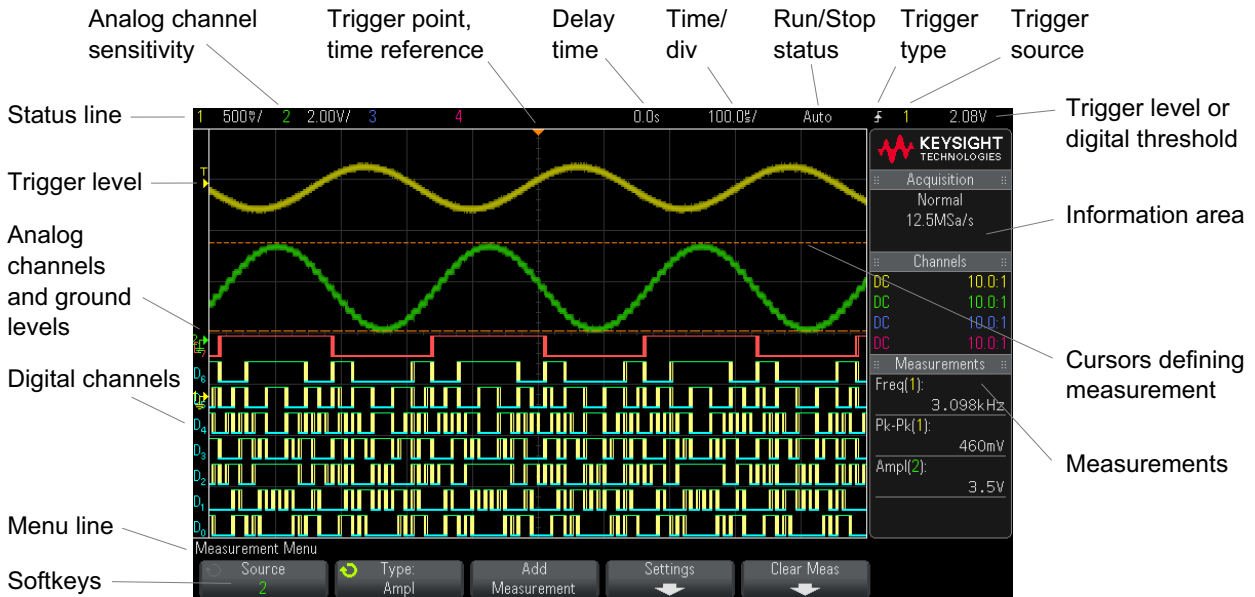 Analog channel
sensitivity
Trigger point,
time reference
Delay
time
Time/
div
Run/Stop
status
Trigger
type
Trigger
source
Status line
1 500mV/ 2 2.00V/ 3 4 0.0s 100.0µs/ Auto 1 2.08V
Trigger level or
digital threshold
KEYSIGHT
TECHNOLOGIES
T
Trigger level
Acquisition
Normal
12.5MSa/s
Information area
Analog
channels
and ground
levels
Channels
DC 10.0:1
DC 10.0:1
DC 10.0:1
DC 10.0:1
Cursors defining
measurement
Digital channels
D6
D4
D3
D2
D1
D0
Measurements
Freq(1):
3.098kHz
Pk-Pk(1):
460mV
Ampl(2):
3.5V
Measurements
Menu line
Measurement Menu
Softkeys
Source
2
Type:
Ampl
Add
Measurement
Settings
Clear Meas